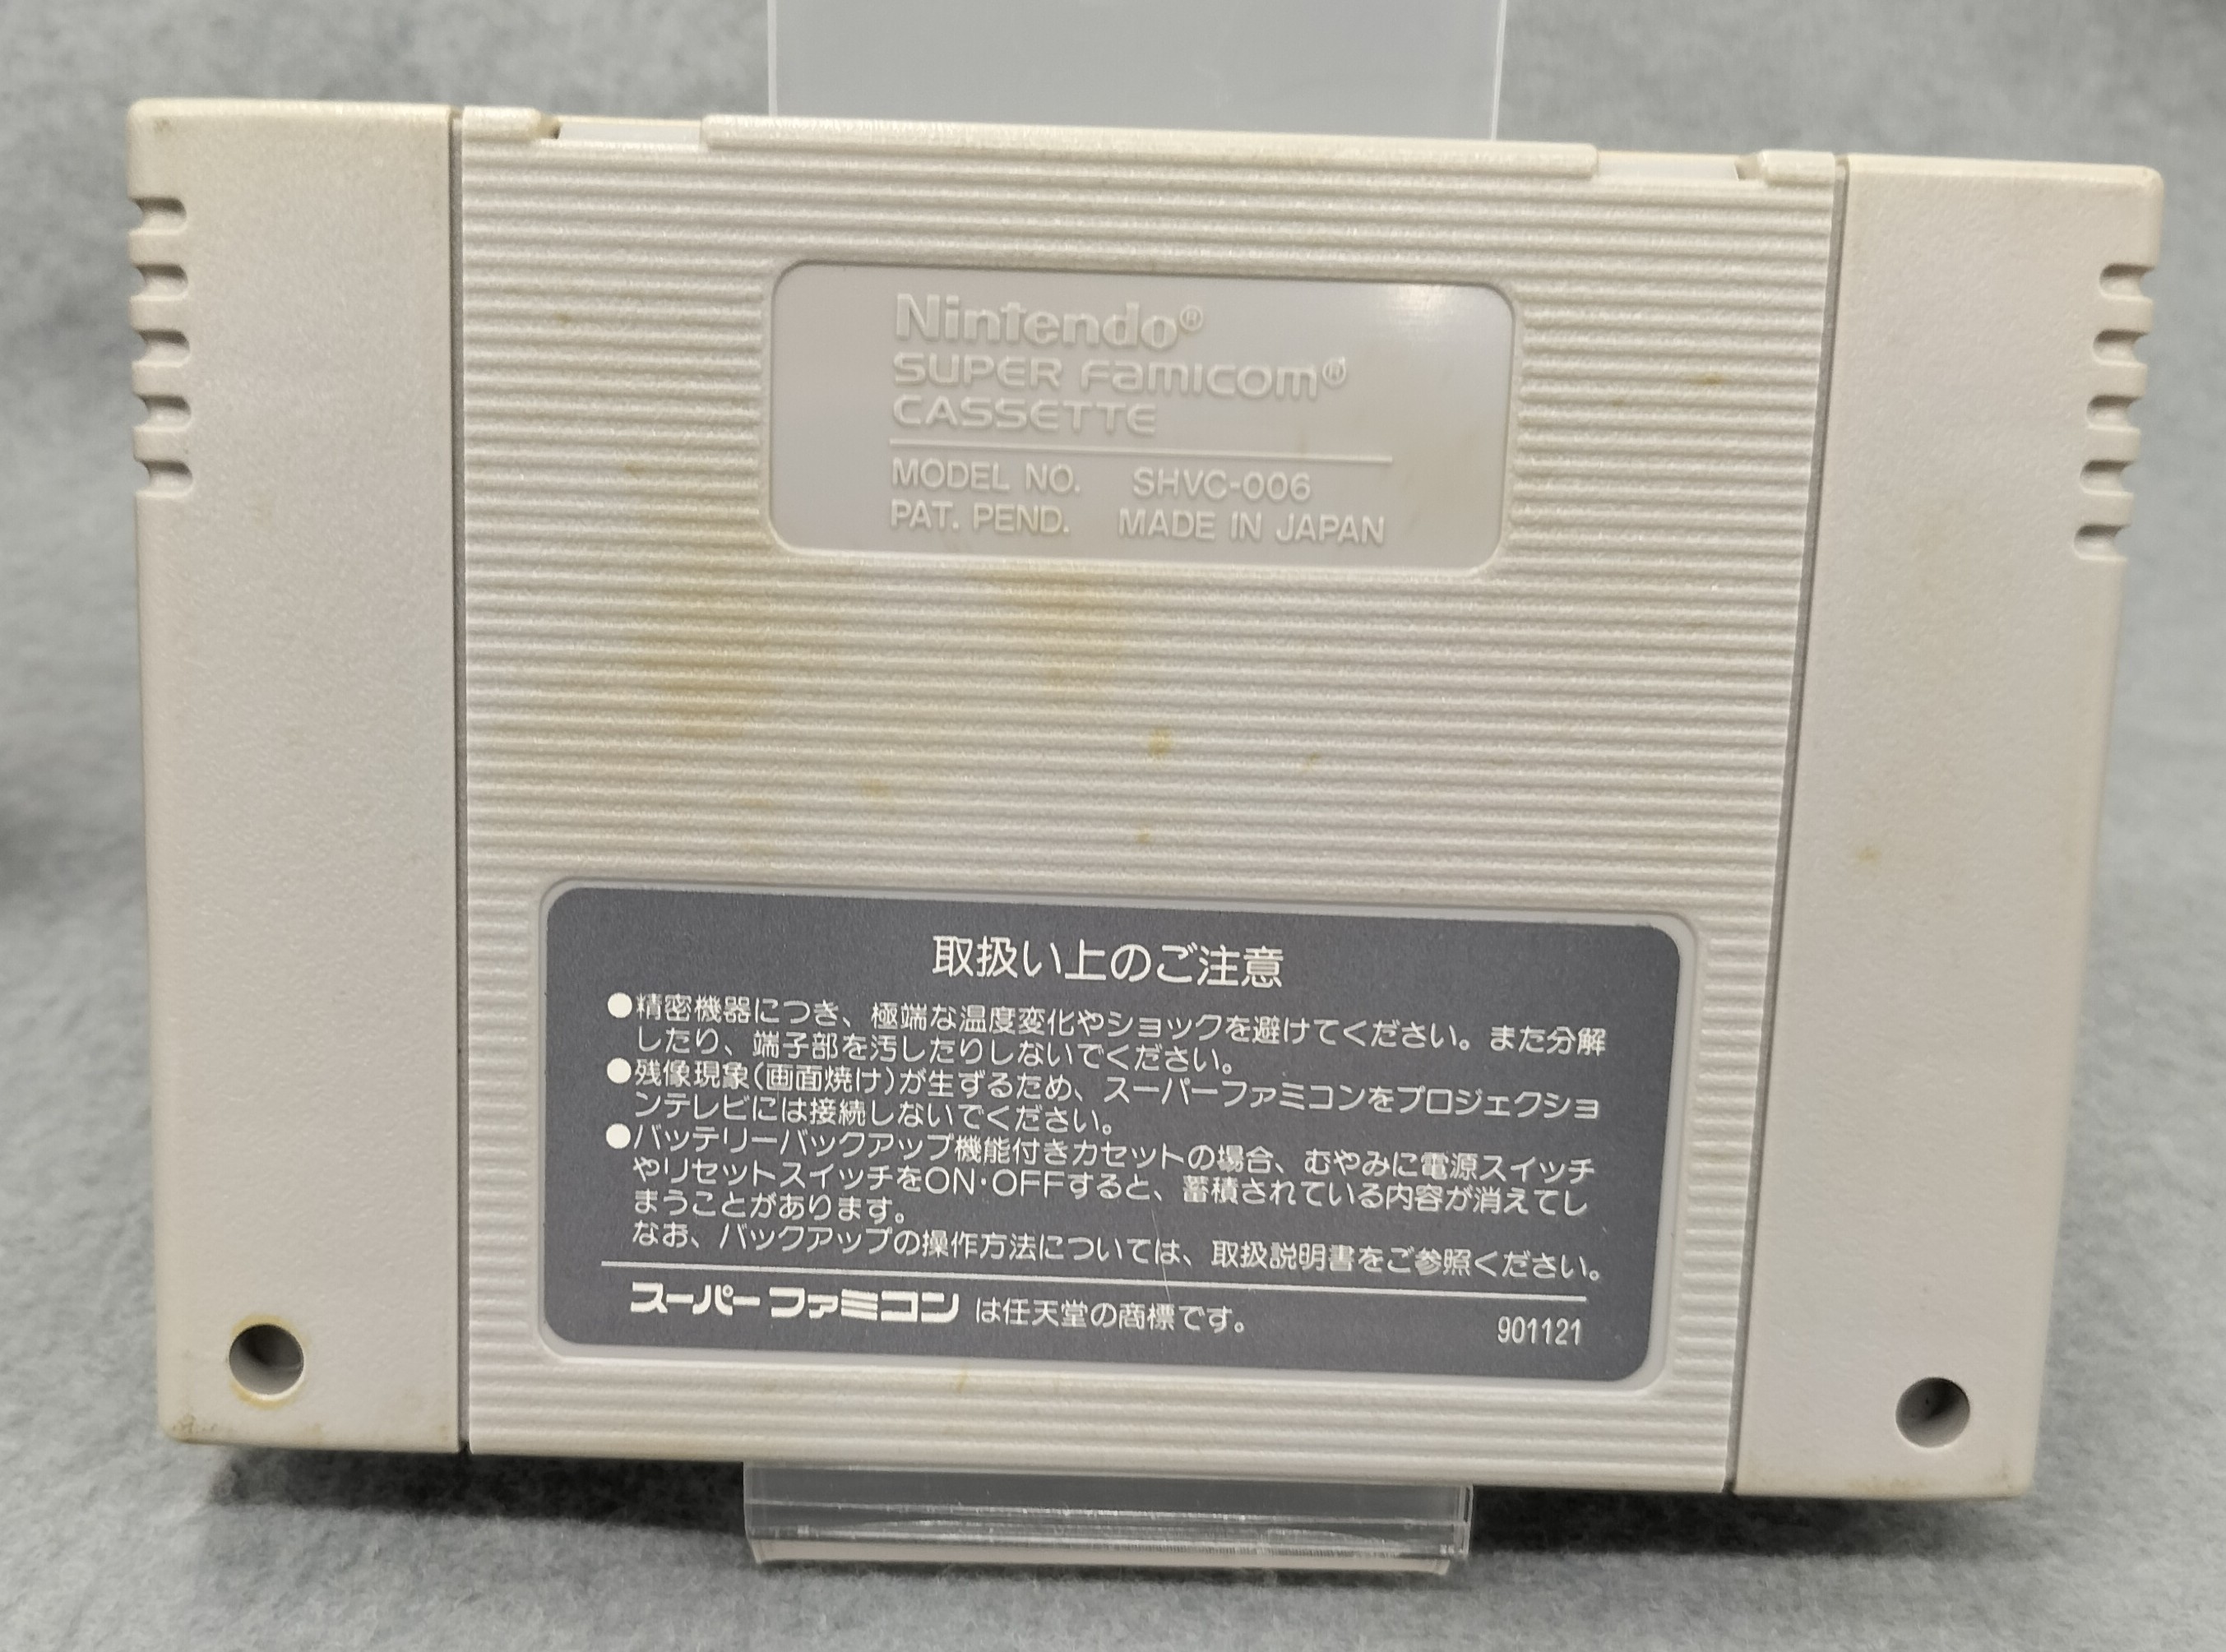 Nintendo®
SUPER FAMICOM®
CASSETTE
MODEL NO. SHVC-006
PAT. PEND. MADE IN JAPAN
取扱い上のご注意
●精密機器につき、極端な温度変化やショックを避けてください。また分解
したり、端子部を汚したりしないでください。
●残像現象(画面焼け)が生ずるため、スーパーファミコンをプロジェクショ
ンテレビには接続しないでください。
●バッテリーバックアップ機能付きカセットの場合、むやみに電源スイッチ
やリセットスイッチをON·OFFすると、蓄積されている内容が消えてし
まうことがあります。
なお、バックアップの操作方法については、取扱説明書をご参照ください。
スーパーファミコン は任天堂の商標です。 901121